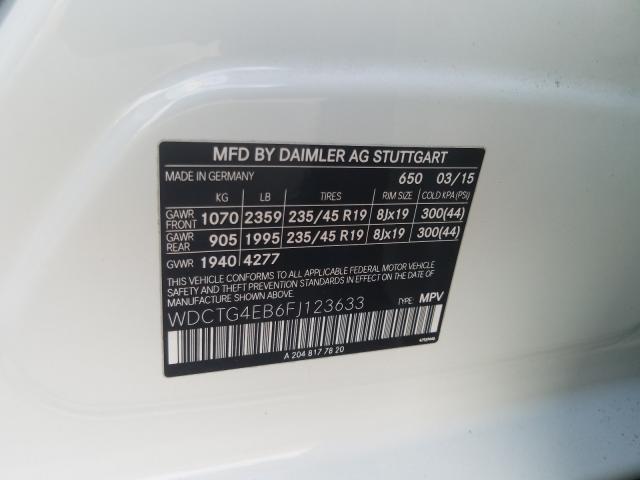 MFD BY DAIMLER AG STUTTGART
MADE IN GERMANY 650 03/15
KG LB TIRES RIM SIZE COLD KPA (PSI)
GAWR FRONT 1070 2359 235/45 R19 8Jx19 300(44)
GAWR REAR 905 1995 235/45 R19 8Jx19 300(44)
GVWR 1940 4277
THIS VEHICLE CONFORMS TO ALL APPLICABLE FEDERAL MOTOR VEHICLE
SAFETY, BUMPER AND THEFT PREVENTION STANDARDS IN EFFECT ON THE DATE OF
MANUFACTURE SHOWN ABOVE
WDCTG4EB6FJ123633 TYPE: MPV
A 204 817 78 20